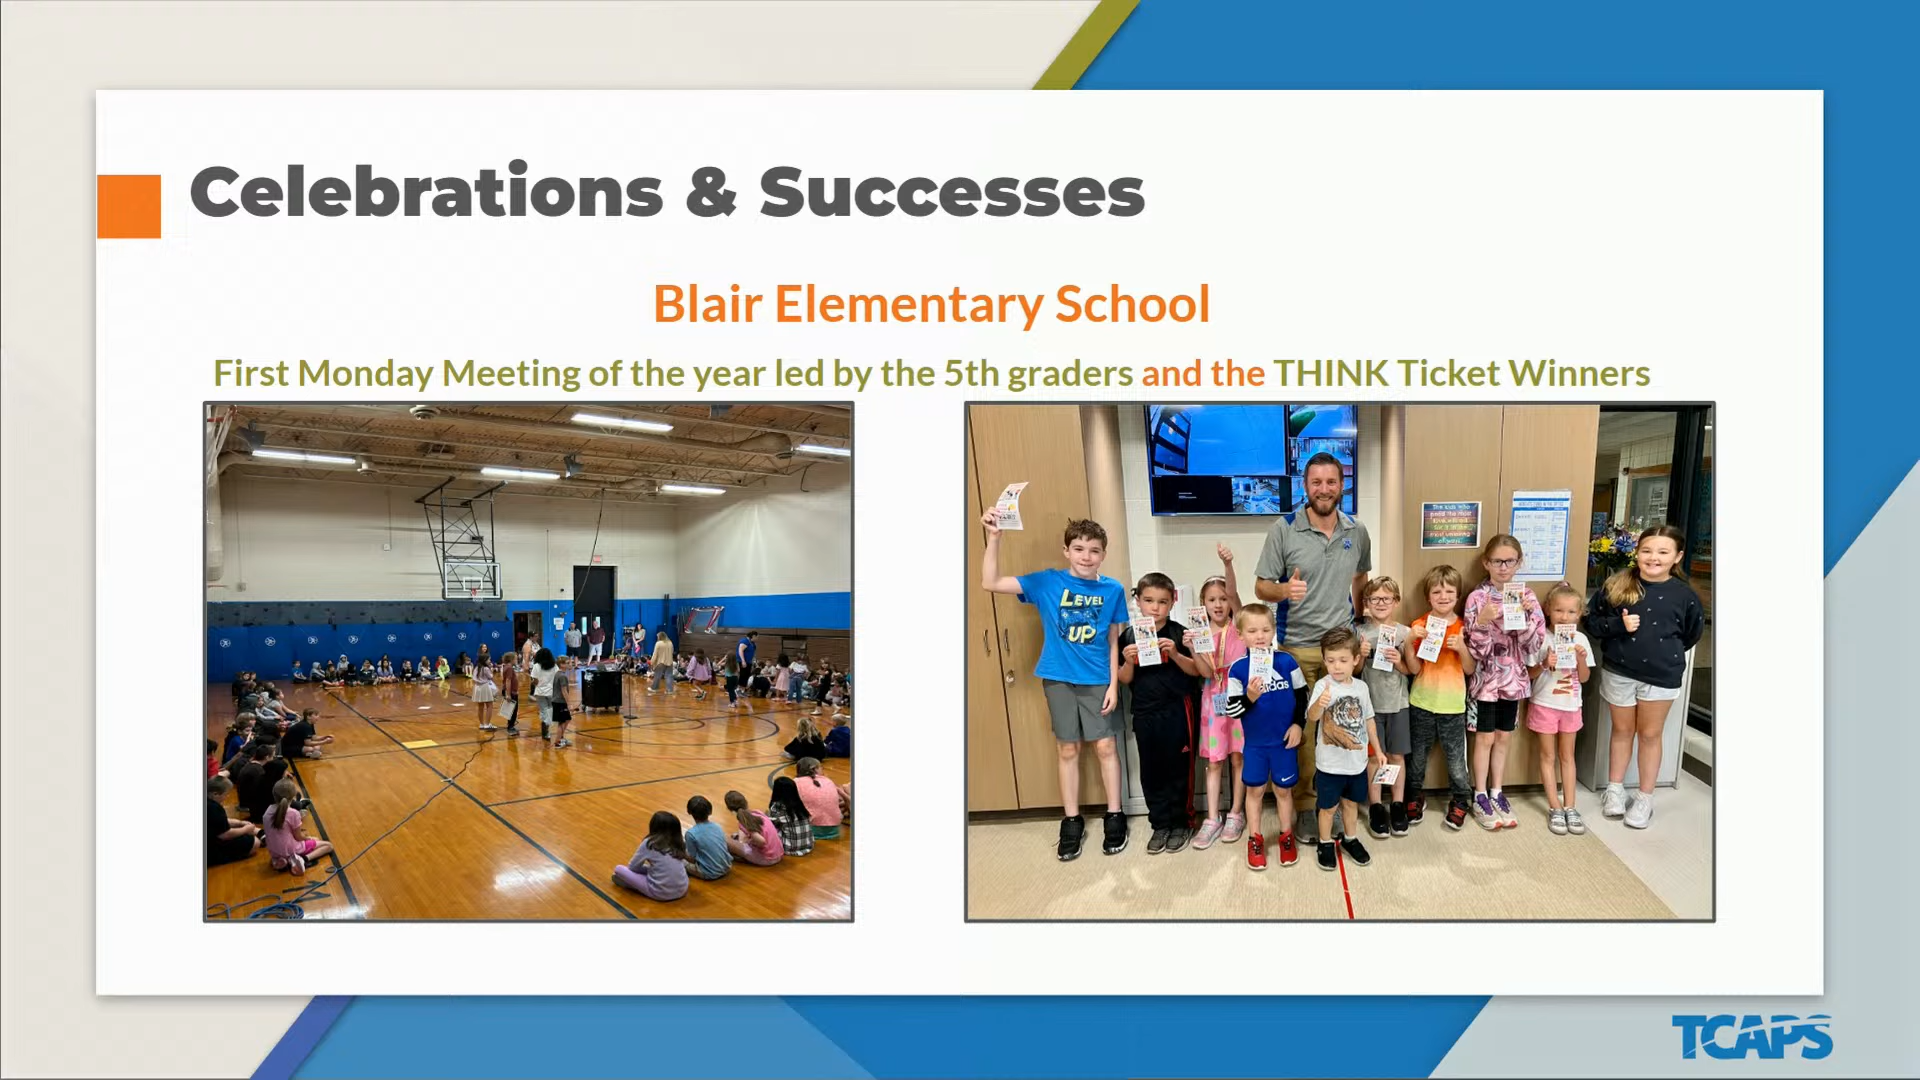 Celebrations & Successes
Blair Elementary School
First Monday Meeting of the year led by the 5th graders and the THINK Ticket Winners
LEVEL
UP
adidas
TCAPS